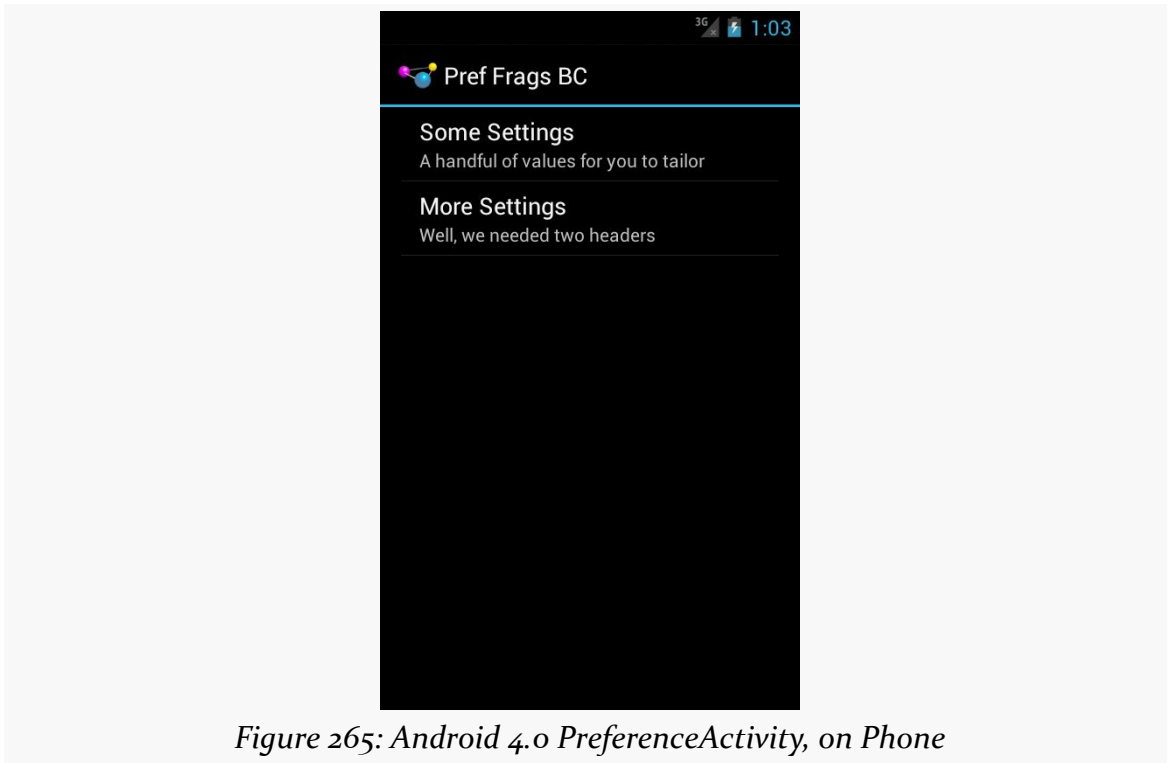 3G 1:03
Pref Frags BC
Some Settings
A handful of values for you to tailor
More Settings
Well, we needed two headers
Figure 265: Android 4.0 PreferenceActivity, on Phone